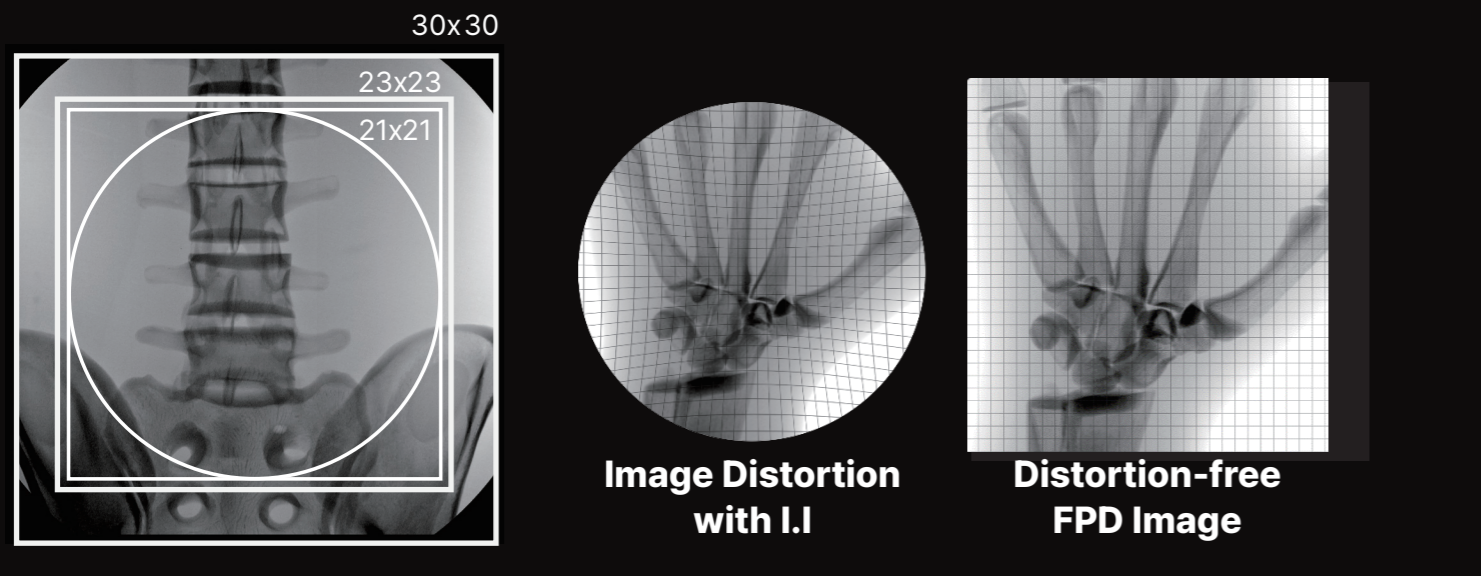 30x30
23x23
21x21
Image Distortion
with I.I
Distortion-free
FPD Image